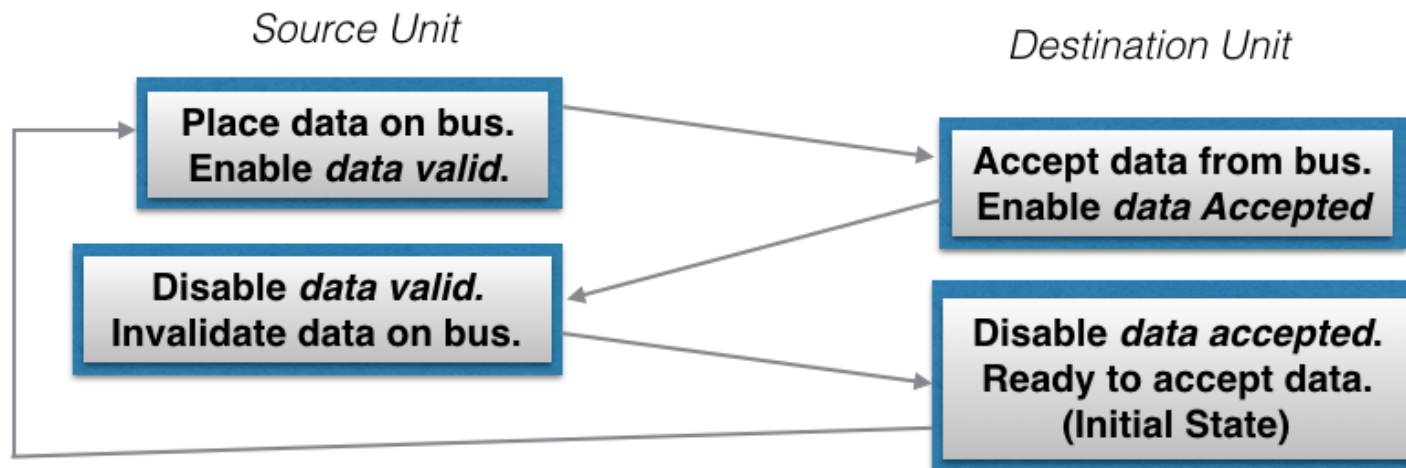 Source Unit
Destination Unit
Place data on bus.
Enable data valid.
Accept data from bus.
Enable data Accepted
Disable data valid.
Invalidate data on bus.
Disable data accepted.
Ready to accept data.
(Initial State)